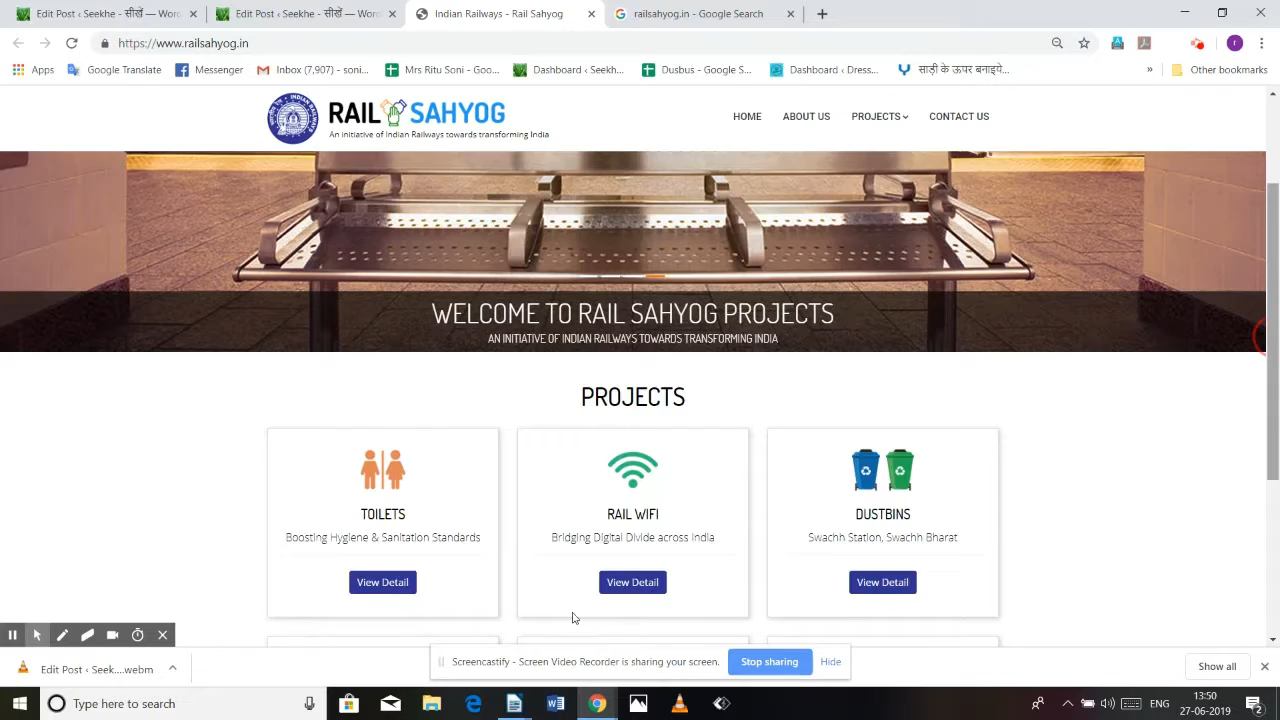 Edit Post ‹ Seekhe - सीखें - Wor
Edit Post ‹ Seekhe - सीखें - Wor
Indian Railyogs - Rail Sahyog
railsahyog.in - Google Search
https://www.railsahyog.in
Apps
Google Translate
Messenger
Inbox (7,907) - soni...
Mrs Ritu Soni - Goo...
Dashboard ‹ Seekh...
Dusbus - Google S...
Dashboard ‹ Dress...
साड़ी के ऊपर बनाइये...
Other bookmarks
RAIL SAHYOG
An initiative of Indian Railways towards transforming India
HOME
ABOUT US
PROJECTS
CONTACT US
WELCOME TO RAIL SAHYOG PROJECTS
AN INITIATIVE OF INDIAN RAILWAYS TOWARDS TRANSFORMING INDIA
PROJECTS
TOILETS
Boosting Hygiene & Sanitation Standards
View Detail
RAIL WIFI
Bridging Digital Divide across India
View Detail
DUSTBINS
Swachh Station, Swachh Bharat
View Detail
Edit Post ‹ Seek....webm
Screencastify - Screen Video Recorder is sharing your screen.
Stop sharing
Hide
Show all
Type here to search
ENG
13:50
27-06-2019
2